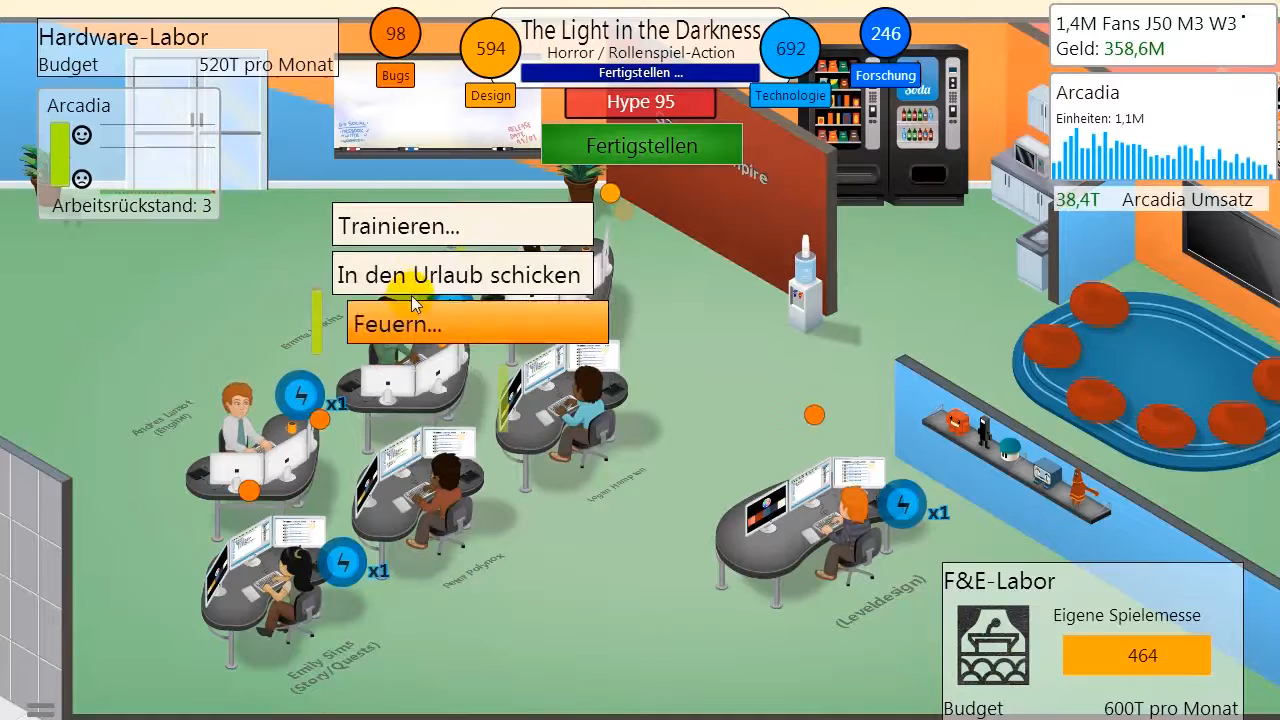 Hardware-Labor
Budget 520T pro Monat
Arcadia
Arbeitsrückstand: 3
98
Bugs
594
Design
The Light in the Darkness
Horror / Rollenspiel-Action
Fertigstellen ...
Hype 95
Fertigstellen
692
Technologie
246
Forschung
Soda
1,4M Fans J50 M3 W3
Geld: 358,6M
Arcadia
Einheiten: 1,1M
38,4T Arcadia Umsatz
Trainieren...
In den Urlaub schicken
Feuern...
x1
x1
x1
Emily Sims
(Story/Quests)
(Leveldesign)
F&E-Labor
Eigene Spielemesse
464
Budget 600T pro Monat